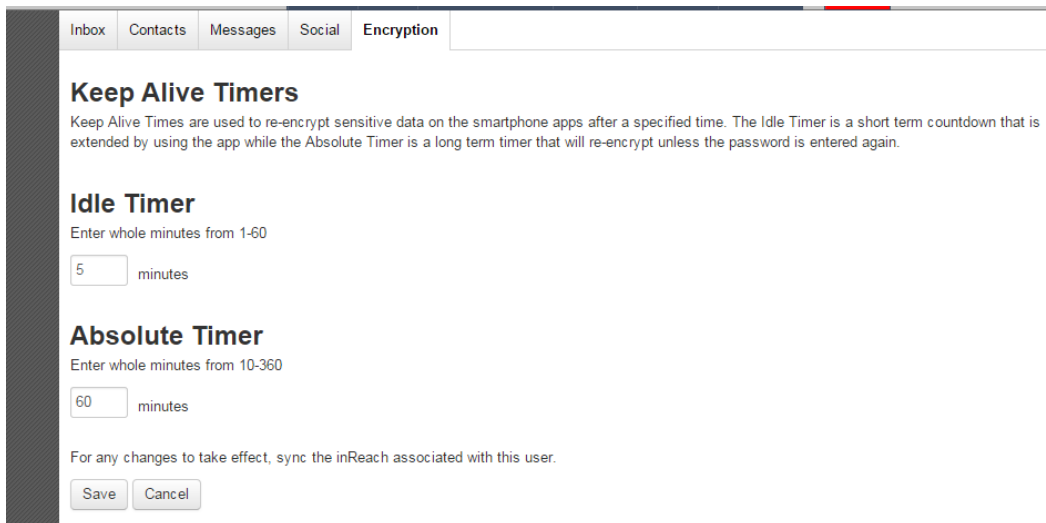 Inbox Contacts Messages Social Encryption
Keep Alive Timers
Keep Alive Times are used to re-encrypt sensitive data on the smartphone apps after a specified time. The Idle Timer is a short term countdown that is
extended by using the app while the Absolute Timer is a long term timer that will re-encrypt unless the password is entered again.
Idle Timer
Enter whole minutes from 1-60
5 minutes
Absolute Timer
Enter whole minutes from 10-360
60 minutes
For any changes to take effect, sync the inReach associated with this user.
Save Cancel